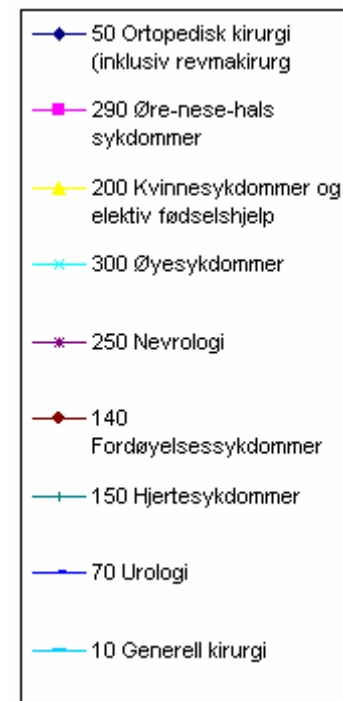 50 Ortopedisk kirurgi
(inklusiv revmakirurg
290 Øre-nese-hals
sykdommer
200 Kvinnesykdommer og
elektiv fødselshjelp
300 Øyesykdommer
250 Nevrologi
140
Fordøyelsessykdommer
150 Hjertesykdommer
70 Urologi
10 Generell kirurgi